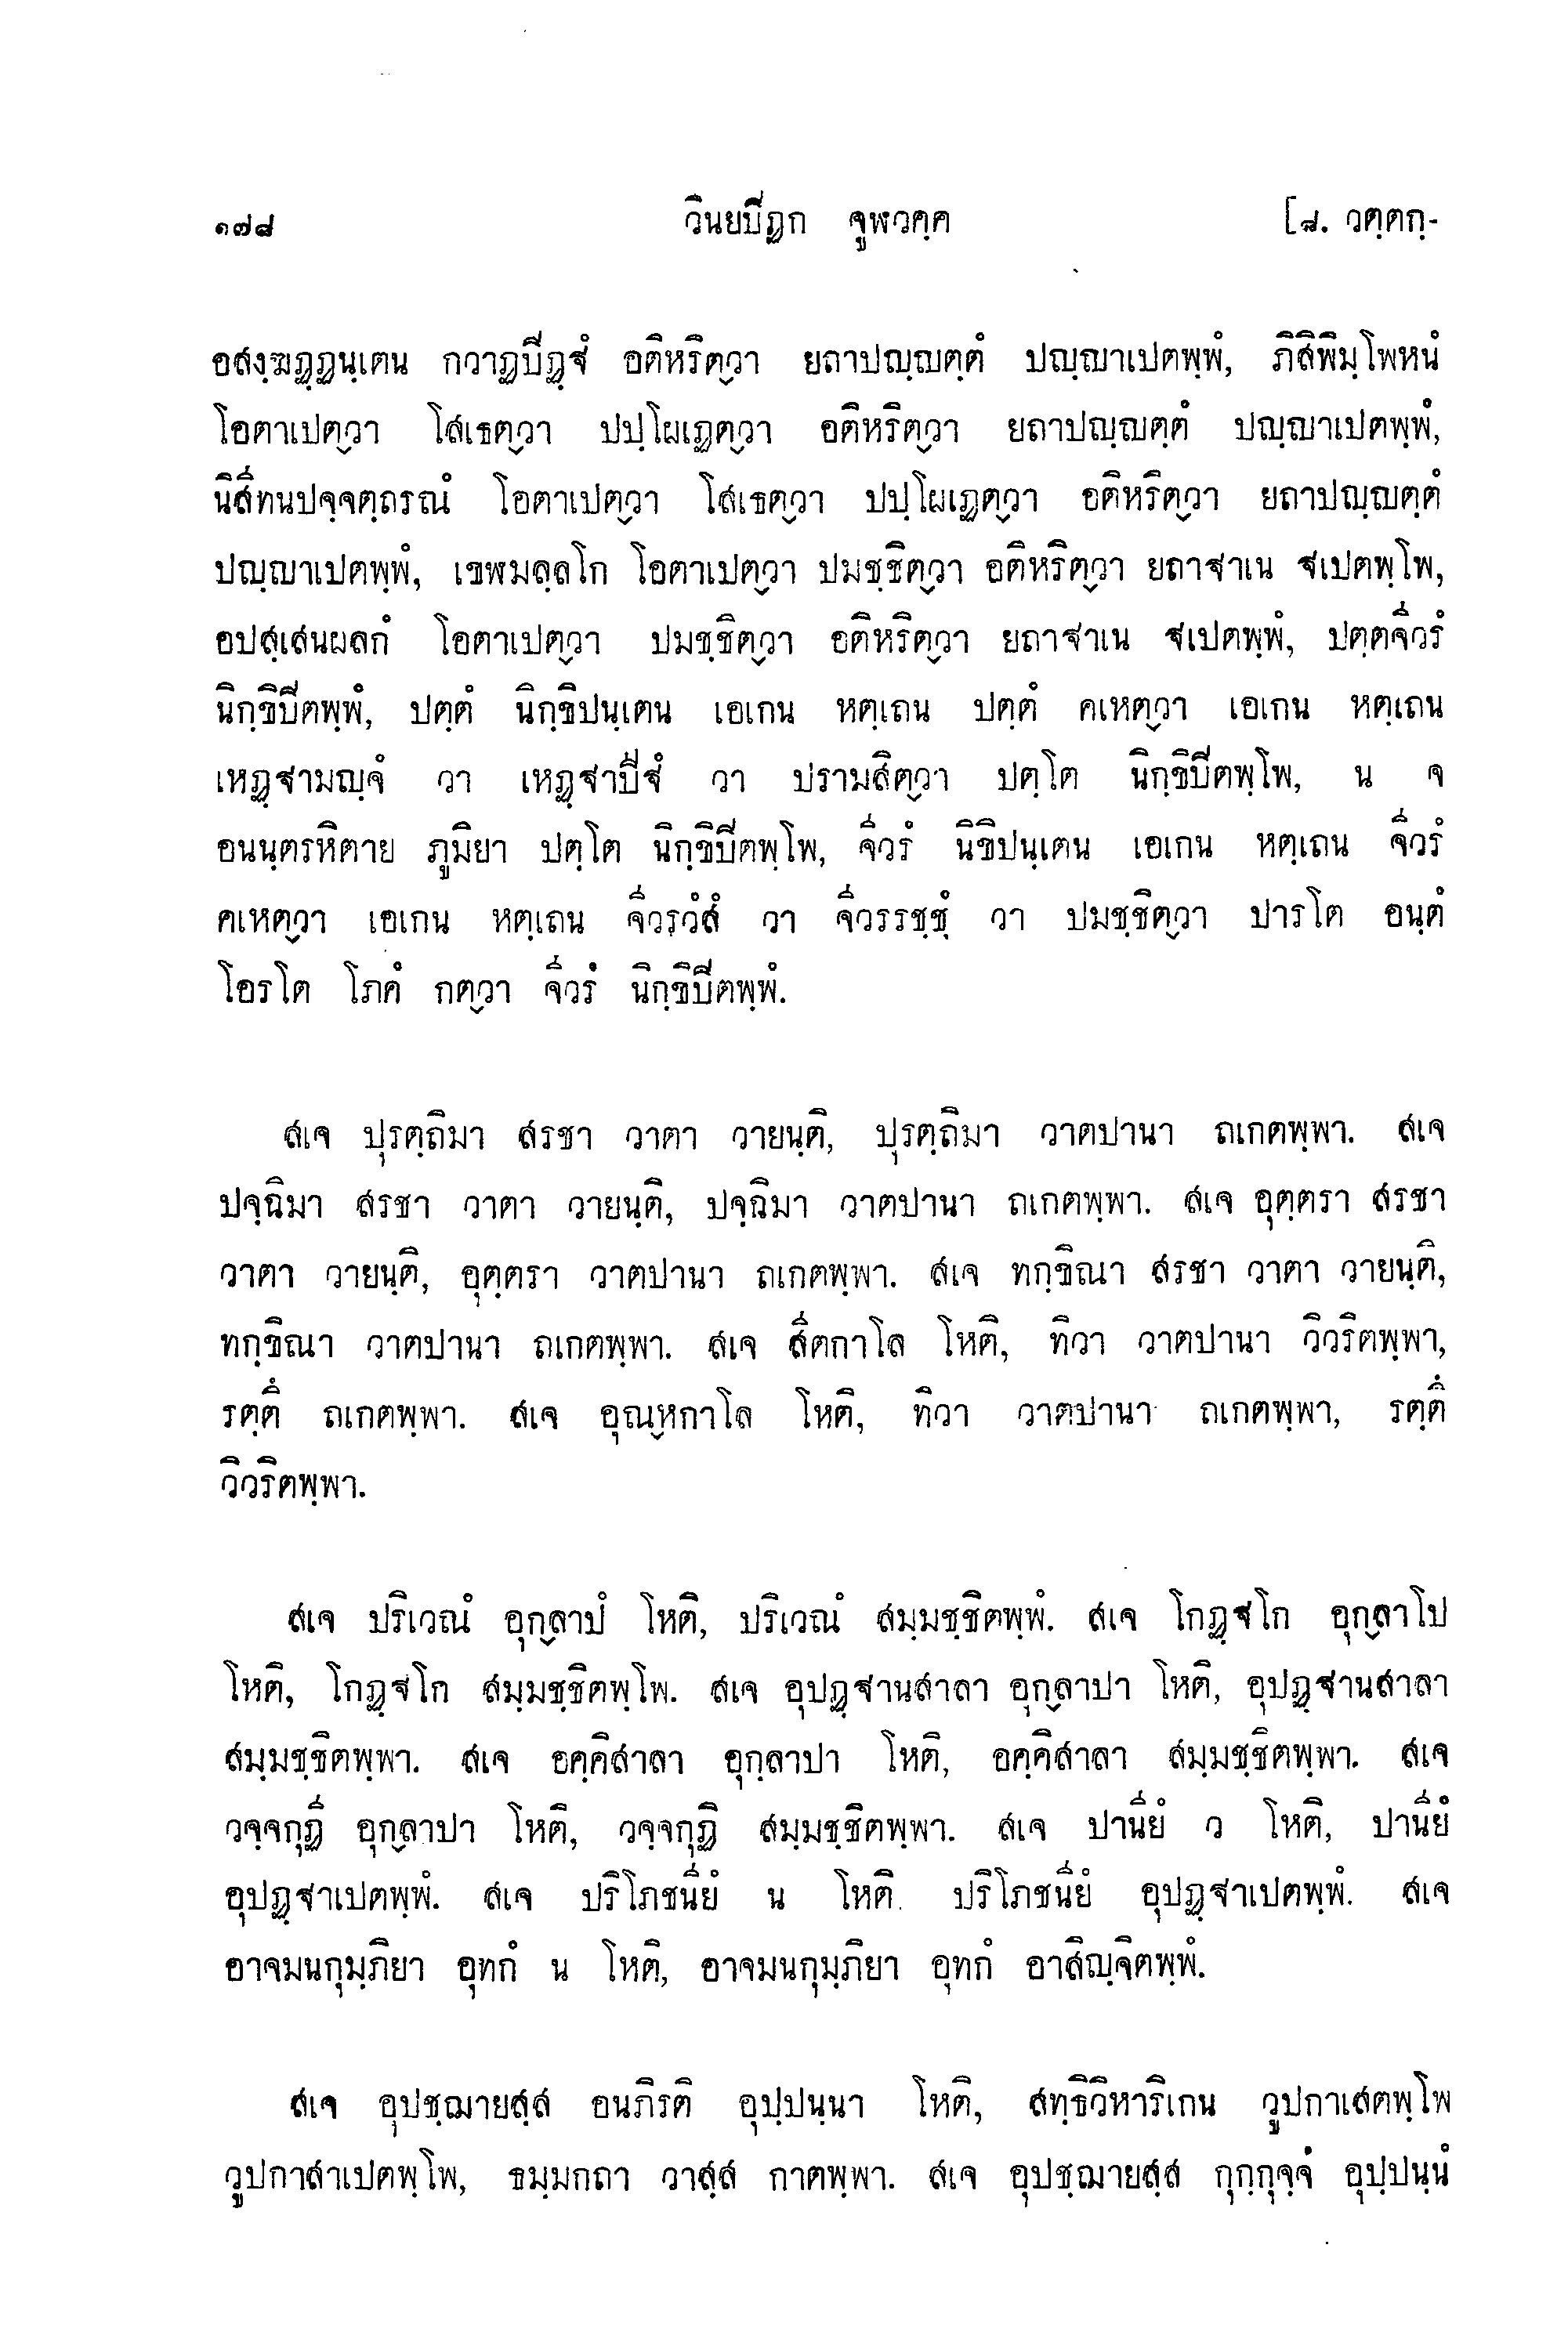 ๑๗๘ วินยปิฏก จูฬวคฺค [๘. วตฺตกฺ-
อสงฺฆฏฺฏนฺเตน กวาฏปิฏฺฐํ อติหริตฺวา ยถาปญฺญตฺตํ ปญฺญาเปตพฺพํ, ภิสิพิมฺโพหนํ
โอตาเปตฺวา โสเธตฺวา ปปฺโผเฏตฺวา อติหริตฺวา ยถาปญฺญตฺตํ ปญฺญาเปตพฺพํ,
นิสีทนปจฺจตฺถรณํ โอตาเปตฺวา โสเธตฺวา ปปฺโผเฏตฺวา อติหริตฺวา ยถาปญฺญตฺตํ
ปญฺญาเปตพฺพํ, เขฬมลฺลโก โอตาเปตฺวา ปมชฺชิตฺวา อติหริตฺวา ยถาฐาเน ฐเปตพฺโพ,
อปสฺเสนผลกํ โอตาเปตฺวา ปมชฺชิตฺวา อติหริตฺวา ยถาฐาเน ฐเปตพฺพํ, ปตฺตจีวรํ
นิกฺขิปิตพฺพํ, ปตฺตํ นิกฺขิปนฺเตน เอเกน หตฺเถน ปตฺตํ คเหตฺวา เอเกน หตฺเถน
เหฏฺฐามญฺจํ วา เหฏฺฐาปีฐํ วา ปรามสิตฺวา ปตฺโต นิกฺขิปิตพฺโพ, น จ
อนนฺตรหิตาย ภูมิยา ปตฺโต นิกฺขิปิตพฺโพ, จีวรํ นิขิปนฺเตน เอเกน หตฺเถน จีวรํ
คเหตฺวา เอเกน หตฺเถน จีวรวํสํ วา จีวรรชฺชุํ วา ปมชฺชิตฺวา ปารโต อนฺตํ
โอรโต โภคํ กตฺวา จีวรํ นิกฺขิปิตพฺพํ.
สเจ ปุรตฺถิมา สรชา วาตา วายนฺติ, ปุรตฺถิมา วาตปานา ถเกตพฺพา. สเจ
ปจฺฉิมา สรชา วาตา วายนฺติ, ปจฺฉิมา วาตปานา ถเกตพฺพา. สเจ อุตฺตรา สรชา
วาตา วายนฺติ, อุตฺตรา วาตปานา ถเกตพฺพา. สเจ ทกฺขิณา สรชา วาตา วายนฺติ,
ทกฺขิณา วาตปานา ถเกตพฺพา. สเจ สีตกาโล โหติ, ทิวา วาตปานา วิวริตพฺพา,
รตฺตึ ถเกตพฺพา. สเจ อุณฺหกาโล โหติ, ทิวา วาตปานา ถเกตพฺพา, รตฺตึ
วิวริตพฺพา.
สเจ ปริเวณํ อุกฺลาปํ โหติ, ปริเวณํ สมฺมชฺชิตพฺพํ. สเจ โกฏฺฐโก อุกฺลาโป
โหติ, โกฏฺฐโก สมฺมชฺชิตพฺโพ. สเจ อุปฏฺฐานสาลา อุกฺลาปา โหติ, อุปฏฺฐานสาลา
สมฺมชฺชิตพฺพา. สเจ อคฺคิสาลา อุกฺลาปา โหติ, อคฺคิสาลา สมฺมชฺชิตพฺพา. สเจ
วจฺจกุฏี อุกฺลาปา โหติ, วจฺจกุฏิ สมฺมชฺชิตพฺพา. สเจ ปานียํ ว โหติ, ปานียํ
อุปฏฺฐาเปตพฺพํ. สเจ ปริโภชนียํ น โหติ. ปริโภชนียํ อุปฏฺฐาเปตพฺพํ. สเจ
อาจมนกุมฺภิยา อุทกํ น โหติ, อาจมนกุมฺภิยา อุทกํ อาสิญฺจิตพฺพํ.
สเจ อุปชฺฌายสฺส อนภิรติ อุปฺปนฺนา โหติ, สทฺธิวิหาริเกน วูปกาเสตพฺโพ
วูปกาสาเปตพฺโพ, ธมฺมกถา วาสฺส กาตพฺพา. สเจ อุปชฺฌายสฺส กุกฺกุจฺจํ อุปฺปนฺนํ